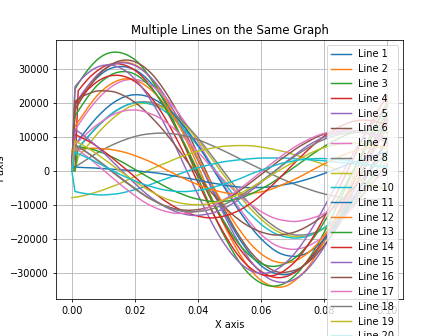 Multiple Lines on the Same Graph
30000
20000
10000
0
-10000
-20000
-30000
0.00
0.02
0.04
0.06
X axis
Line 1
Line 2
Line 3
Line 4
Line 5
Line 6
Line 7
Line 8
Line 9
Line 10
Line 11
Line 12
Line 13
Line 14
Line 15
Line 16
Line 17
Line 18
Line 19
Line 20